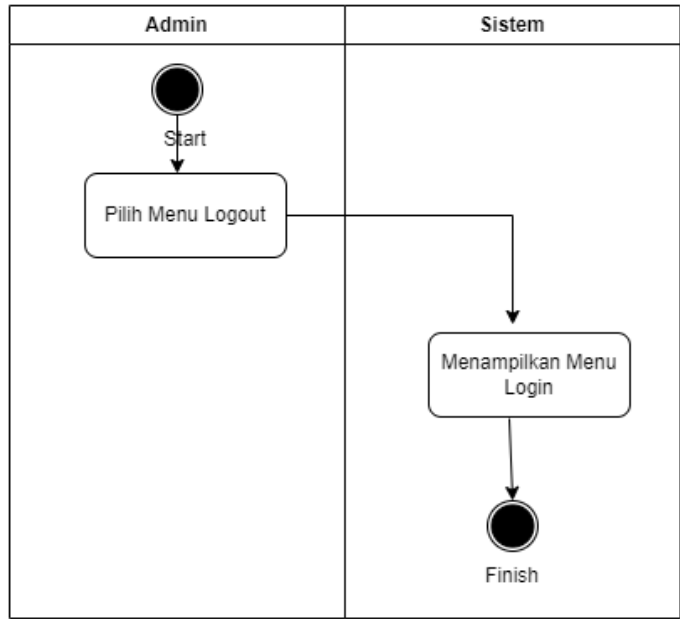 Admin
Sistem
Start
Pilih Menu Logout
Menampilkan Menu
Login
Finish